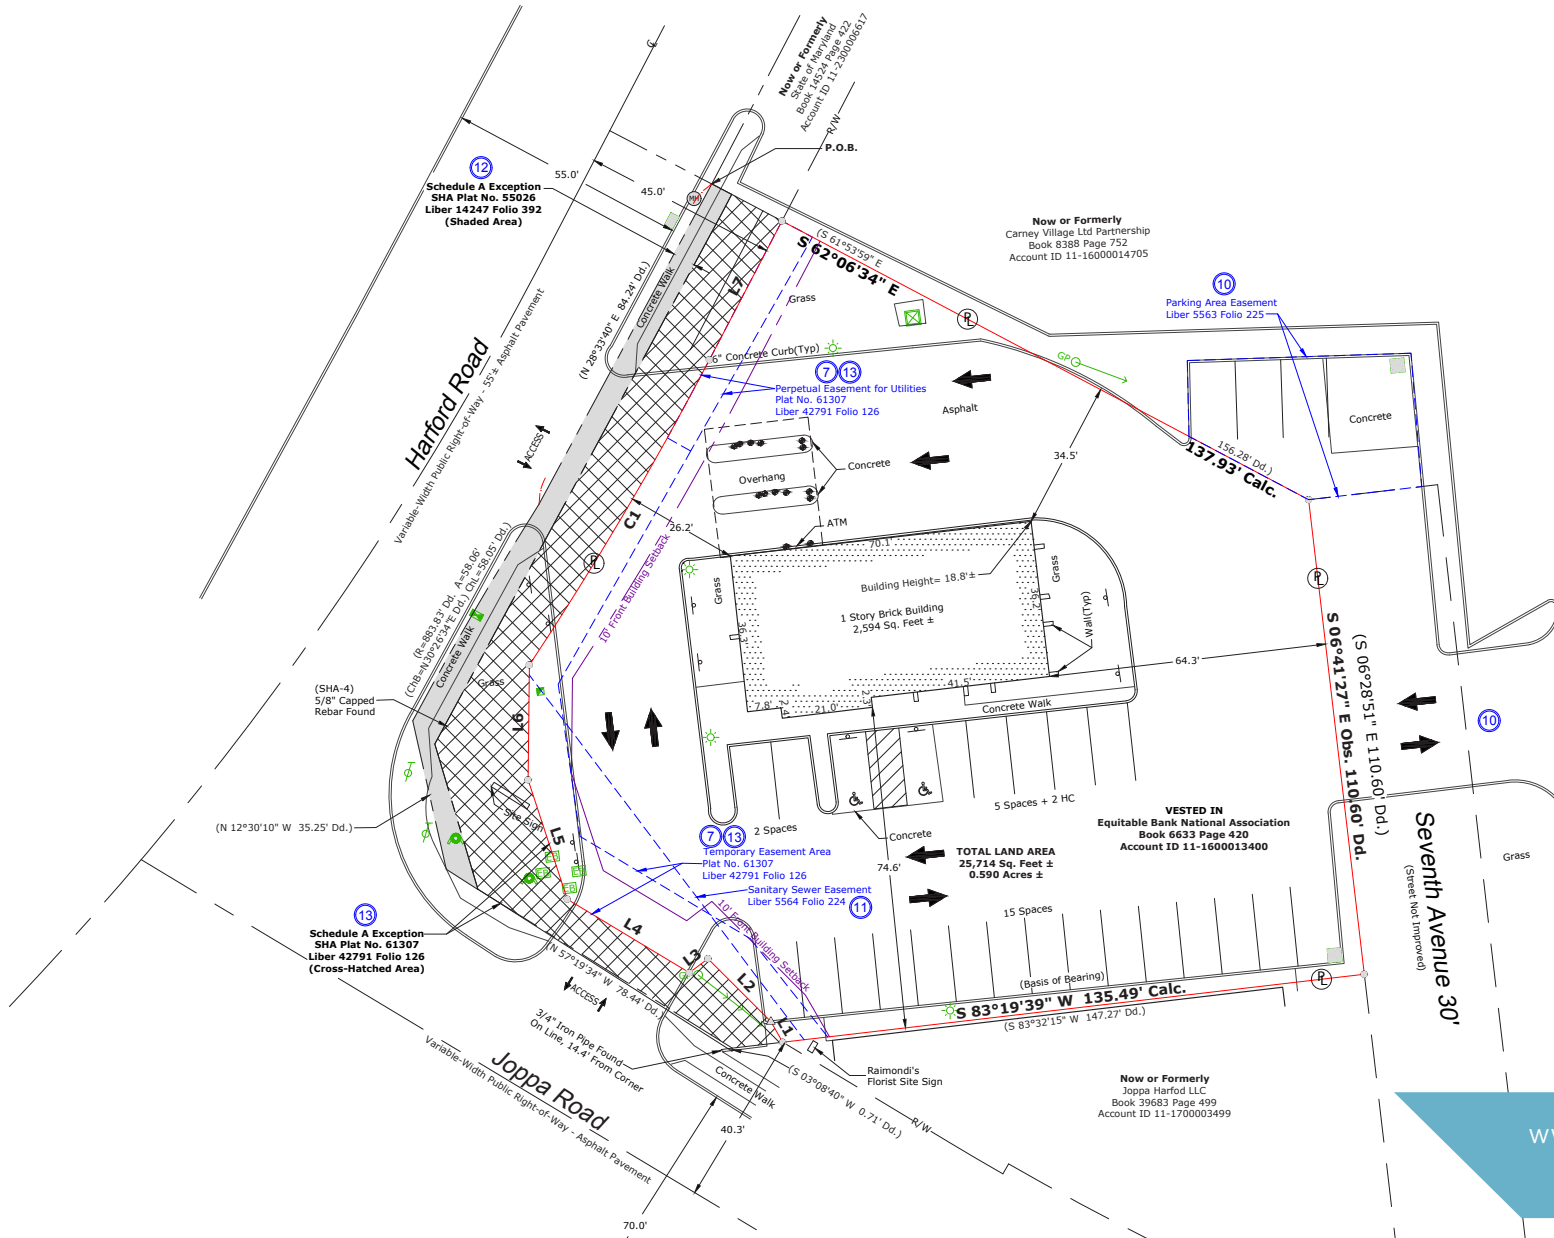 ℄
Now or Formerly
State of Maryland
Book 14524 Page 422
Account ID 11-2300006617
R/W
P.O.B.
12
Schedule A Exception
SHA Plat No. 55026
Liber 14247 Folio 392
(Shaded Area)
55.0'
45.0'
MH
Now or Formerly
Carney Village Ltd Partnership
Book 8388 Page 752
Account ID 11-16000014705
(S 61°53'59" E
S 62°06'34" E
10
Parking Area Easement
Liber 5563 Folio 225
(N 28°33'40" E 84.24' Dd.)
Concrete Walk
L7
Grass
PL
Harford Road
Variable-Width Public Right-of-Way - 55'± Asphalt Pavement
6" Concrete Curb(Typ)
GP
7
13
Perpetual Easement for Utilities
Plat No. 61307
Liber 42791 Folio 126
Asphalt
Concrete
ACCESS
34.5'
156.28' Dd.)
137.93' Calc.
Concrete
Overhang
C1
26.2'
ATM
70.1'
PL
10' Front Building Setback
Grass
Building Height= 18.8'±
Grass
36.2'
1 Story Brick Building
2,594 Sq. Feet ±
Wall(Typ)
PL
36.3'
(R=883.83' Dd. A=58.06'
(ChB=N30°26'34"E Dd.) ChL=58.05' Dd.)
Concrete Walk
Grass
S 06°41'27" E Obs. 110.60' Dd.
(S 06°28'51" E 110.60' Dd.)
64.3'
(SHA-4)
5/8" Capped
Rebar Found
L6
7.8'
2.4'
21.0'
2.3'
41.5'
Concrete Walk
10
Site Sign
5 Spaces + 2 HC
VESTED IN
Equitable Bank National Association
Book 6633 Page 420
Account ID 11-1600013400
(N 12°30'10" W 35.25' Dd.)
L5
7
13
2 Spaces
Concrete
Temporary Easement Area
Plat No. 61307
Liber 42791 Folio 126
TOTAL LAND AREA
25,714 Sq. Feet ±
0.590 Acres ±
74.6'
EB
EB
EB
EB
Seventh Avenue 30'
(Street Not Improved)
Grass
Sanitary Sewer Easement
Liber 5564 Folio 224
11
15 Spaces
13
Schedule A Exception
SHA Plat No. 61307
Liber 42791 Folio 126
(Cross-Hatched Area)
L4
10' Front Building Setback
(N 57°19'34" W 78.44' Dd.)
L3
L2
L1
ACCESS
(Basis of Bearing)
S 83°19'39" W 135.49' Calc.
(S 83°32'15" W 147.27' Dd.)
PL
3/4" Iron Pipe Found
On Line, 14.4' From Corner
Joppa Road
Variable-Width Public Right-of-Way - Asphalt Pavement
Concrete Walk
(S 03°08'40" W 0.71' Dd.)
Raimondi's
Florist Site Sign
R/W
Now or Formerly
Joppa Harfod LLC
Book 39683 Page 499
Account ID 11-1700003499
40.3'
70.0'